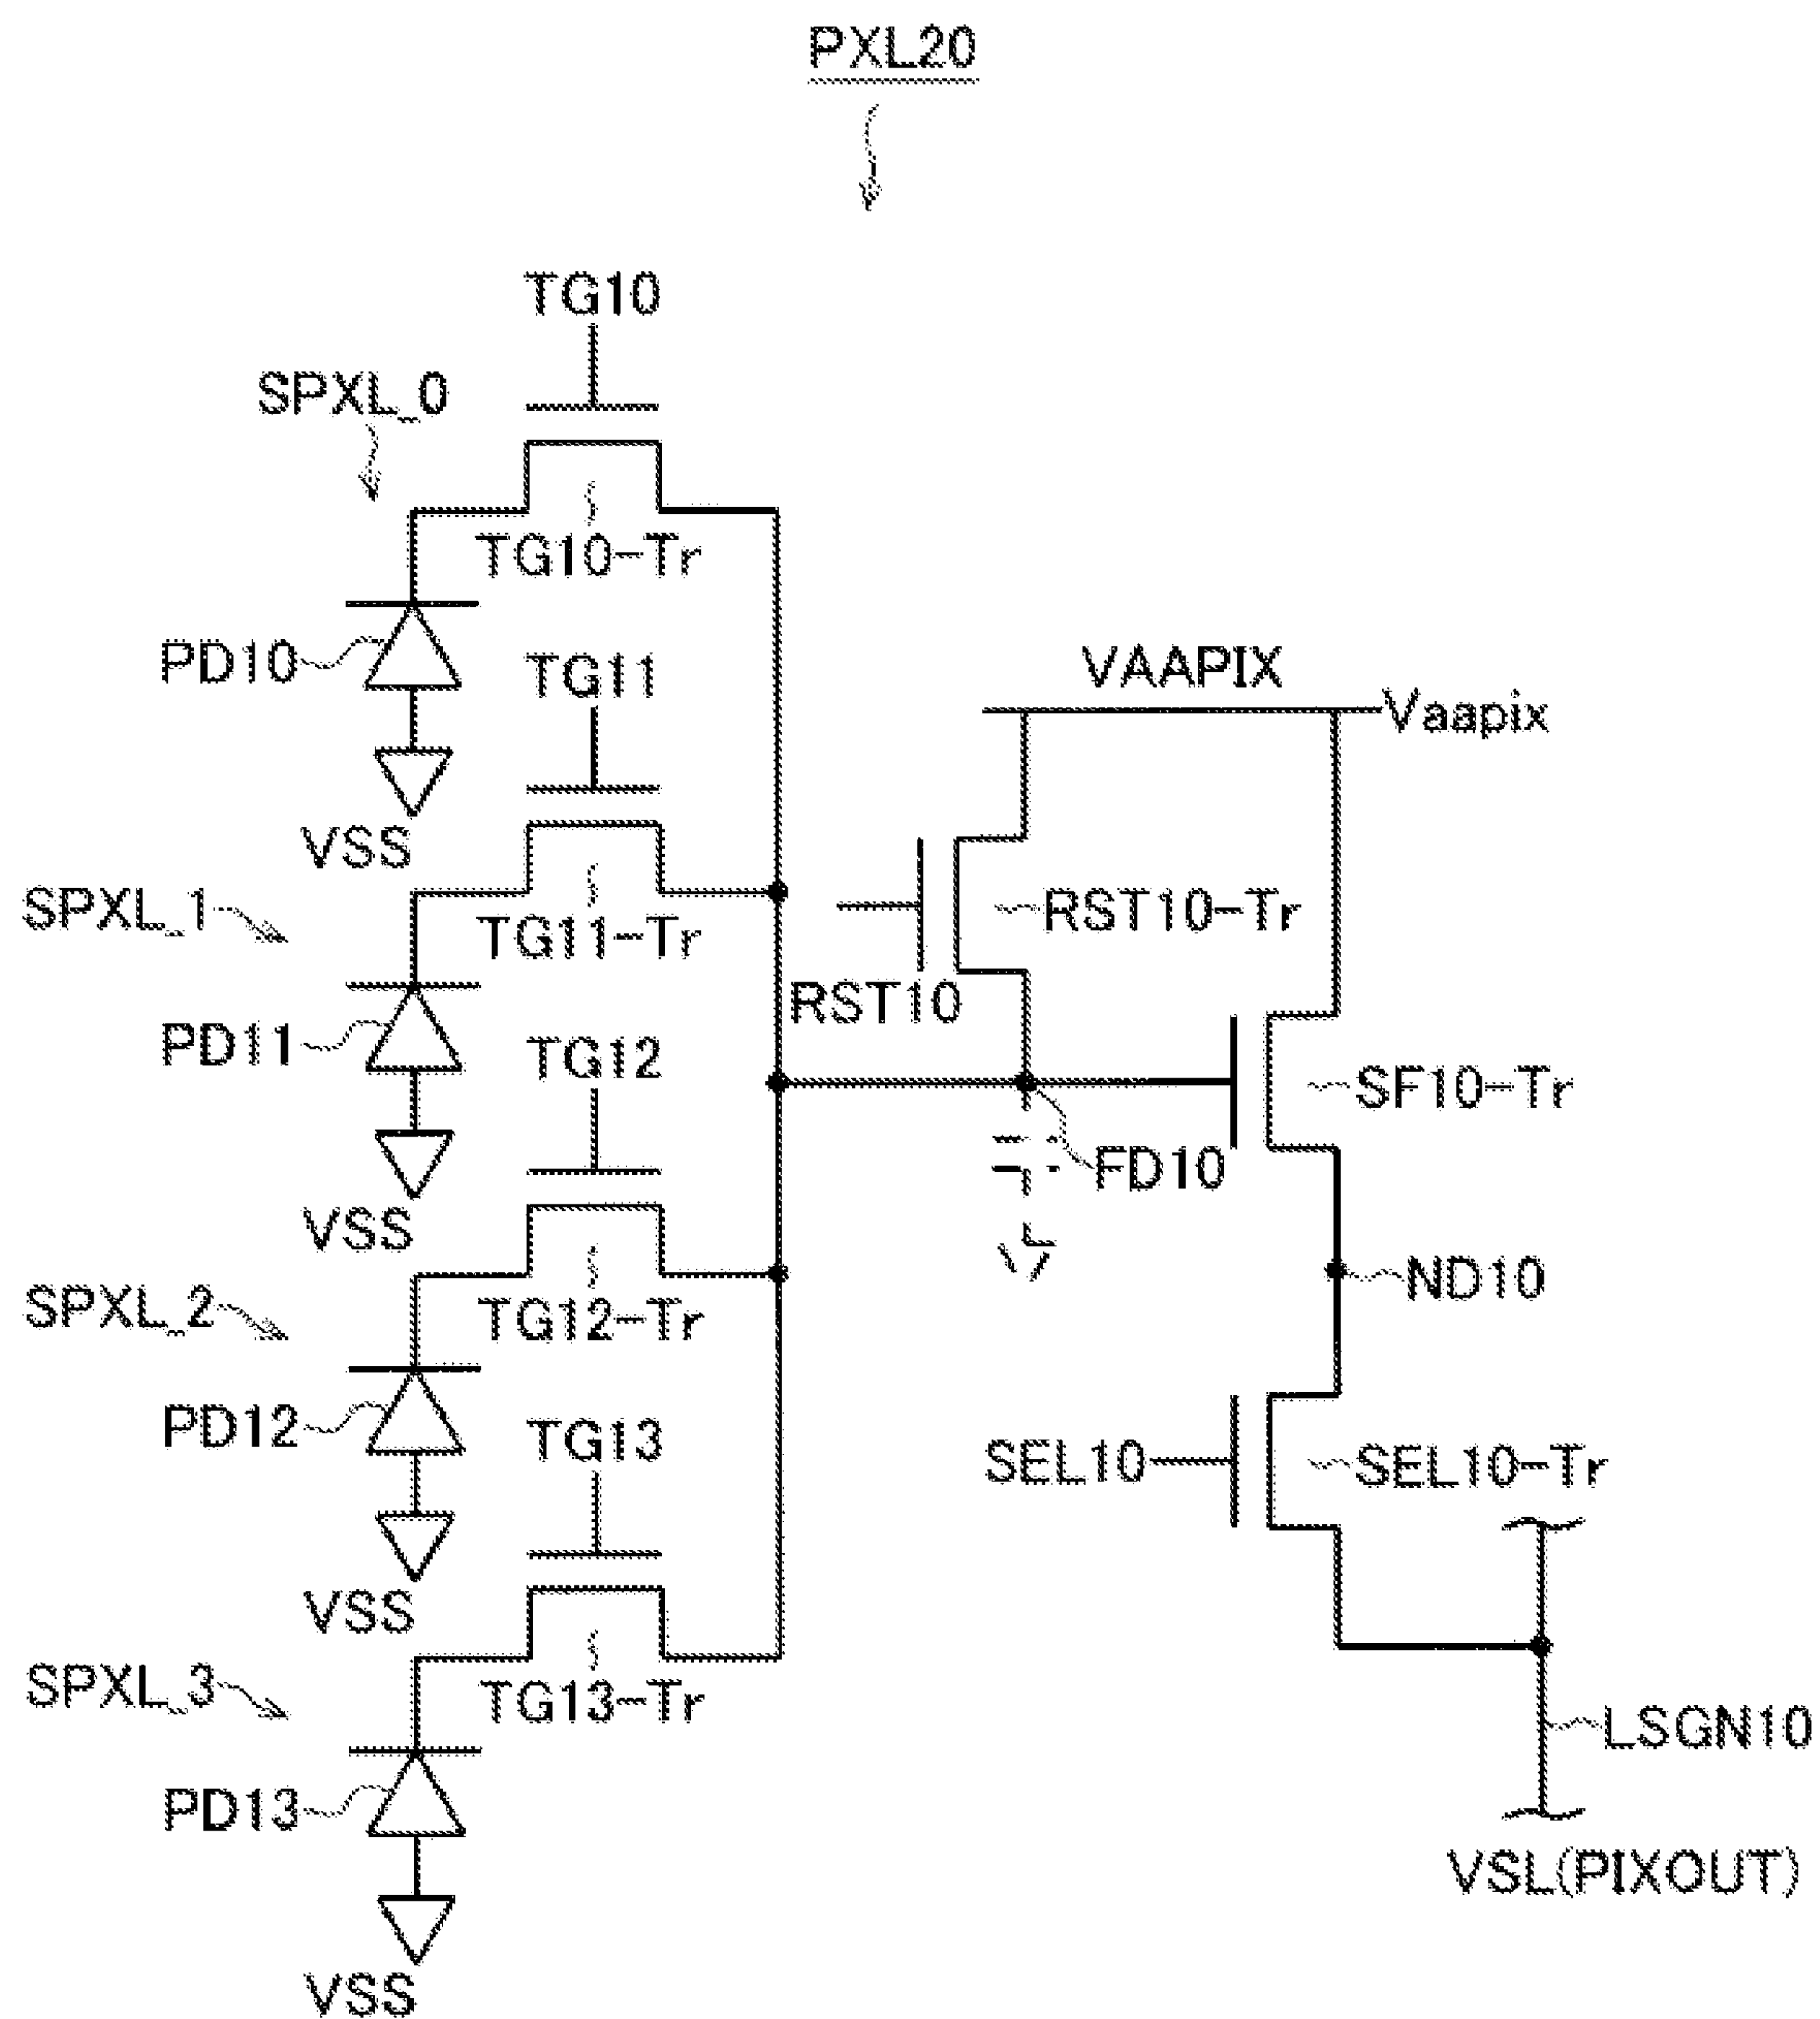 PXL20
TG10
SPXL_0
TG10-Tr
PD10
TG11
VAAPIX
Vaapix
VSS
SPXL_1
TG11-Tr
RST10-Tr
RST10
PD11
TG12
SF10-Tr
FD10
VSS
ND10
SPXL_2
TG12-Tr
PD12
TG13
SEL10
SEL10-Tr
VSS
SPXL_3
TG13-Tr
LSGN10
PD13
VSL(PIXOUT)
VSS